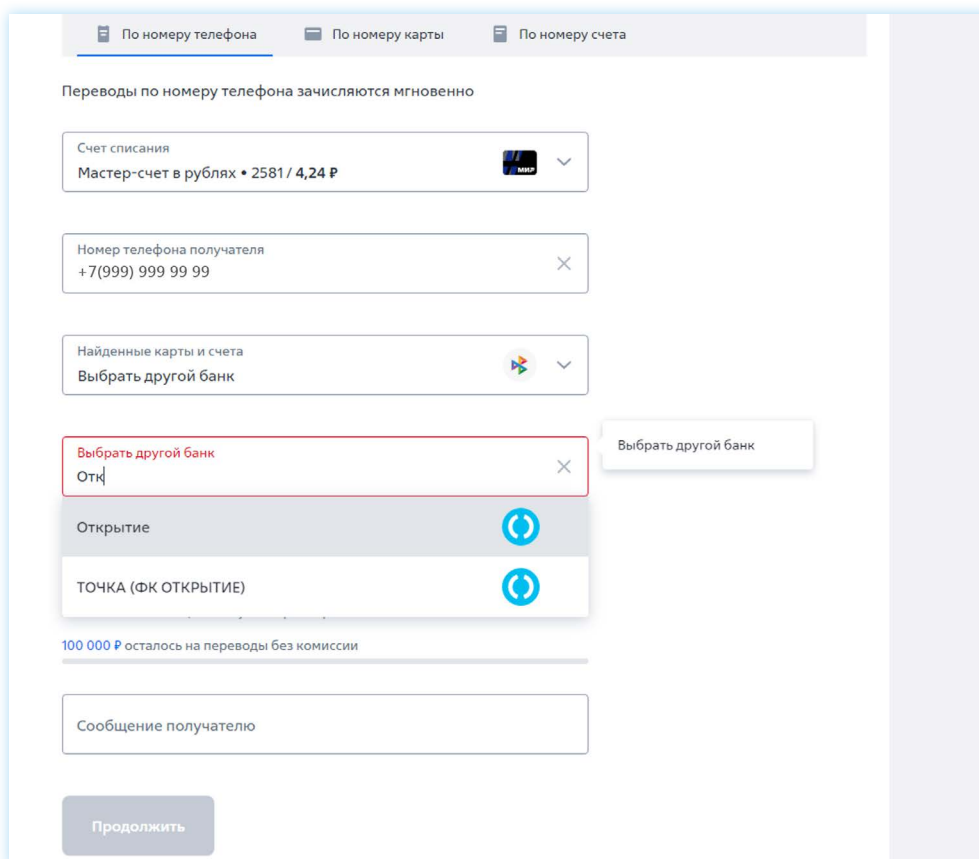 По номеру телефона
По номеру карты
По номеру счета
Переводы по номеру телефона зачисляются мгновенно
Счет списания
Мастер-счет в рублях • 2581 / 4,24 ₽
МИР
Номер телефона получателя
+7(999) 999 99 99
Найденные карты и счета
Выбрать другой банк
Выбрать другой банк
Отк
Выбрать другой банк
Открытие
ТОЧКА (ФК ОТКРЫТИЕ)
100 000 ₽ осталось на переводы без комиссии
Сообщение получателю
Продолжить